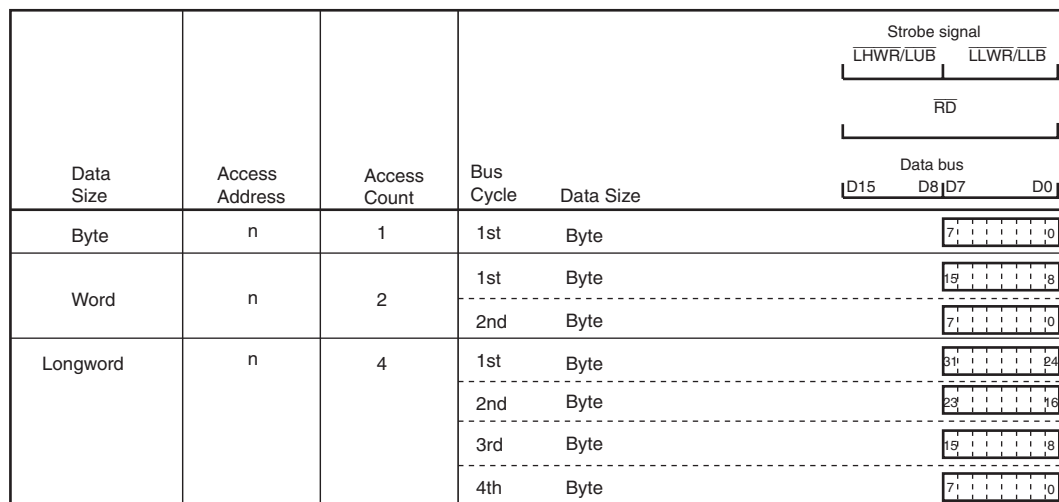 Strobe signal
LHWR/LUB LLWR/LLB
RD
Data Size Access Address Access Count Bus Cycle Data Size Data bus
D15 D8 D7 D0
Byte n 1 1st Byte 7 0
Word n 2 1st Byte 15 8
2nd Byte 7 0
Longword n 4 1st Byte 31 24
2nd Byte 23 16
3rd Byte 15 8
4th Byte 7 0